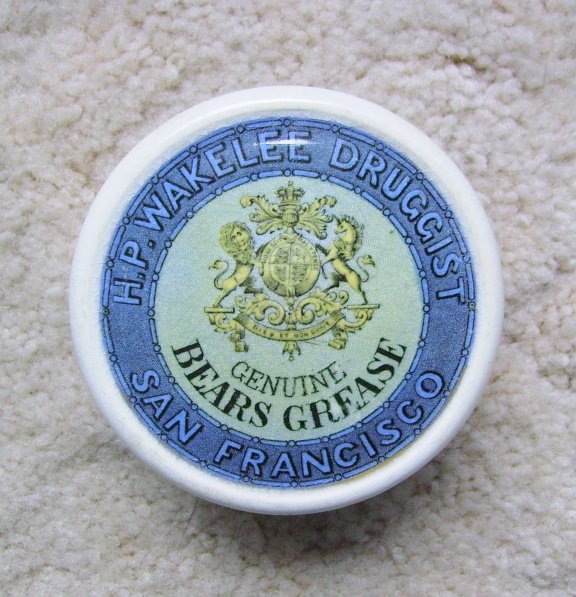 H.P. WAKELEE DRUGGIST
GENUINE
BEARS GREASE
SAN FRANCISCO